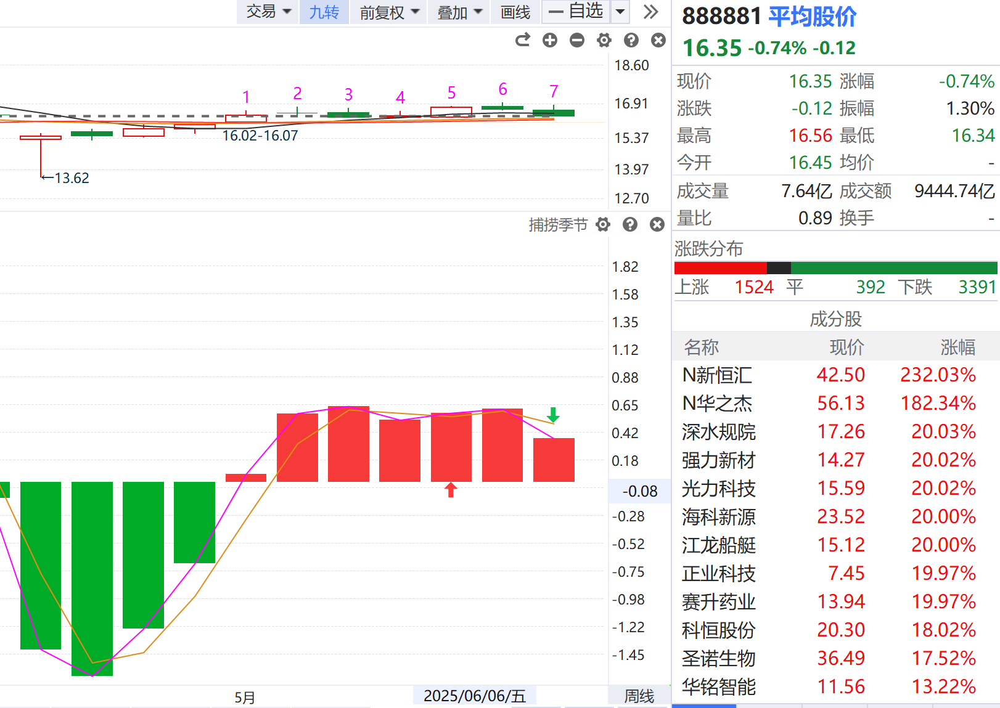 交易 九转 前复权 叠加 画线 一 自选
18.60
16.91
15.37
13.97
12.70
1 2 3 4 5 6 7
16.02-16.07
←13.62
捕捞季节
1.82
1.58
1.35
1.12
0.88
0.65
0.42
0.18
-0.08
-0.28
-0.52
-0.75
-0.98
-1.22
-1.45
5月 2025/06/06/五 周线
888881 平均股价
16.35 -0.74% -0.12
现价 16.35 涨幅 -0.74%
涨跌 -0.12 振幅 1.30%
最高 16.56 最低 16.34
今开 16.45 均价 -
成交量 7.64亿 成交额 9444.74亿
量比 0.89 换手 -
涨跌分布
上涨 1524 平 392 下跌 3391
成分股
名称 现价 涨幅
N新恒汇 42.50 232.03%
N华之杰 56.13 182.34%
深水规院 17.26 20.03%
强力新材 14.27 20.02%
光力科技 15.59 20.02%
海科新源 23.52 20.00%
江龙船艇 15.12 20.00%
正业科技 7.45 19.97%
赛升药业 13.94 19.97%
科恒股份 20.30 18.02%
圣诺生物 36.49 17.52%
华铭智能 11.56 13.22%